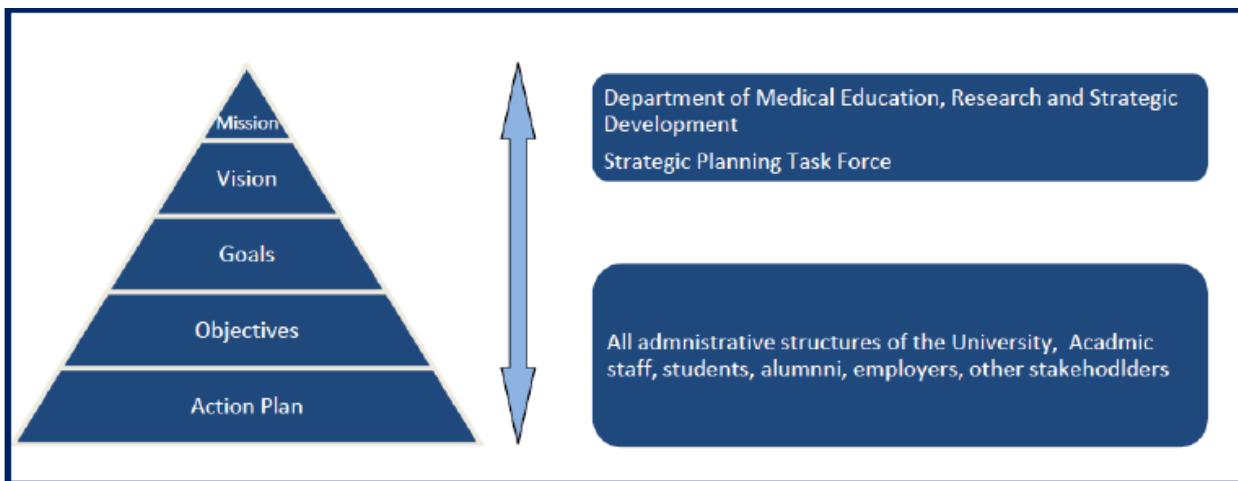 Mission
Vision
Goals
Objectives
Action Plan
Department of Medical Education, Research and Strategic
Development
Strategic Planning Task Force
All admnistrative structures of the University, Acadmic
staff, students, alumnni, employers, other stakehodlders